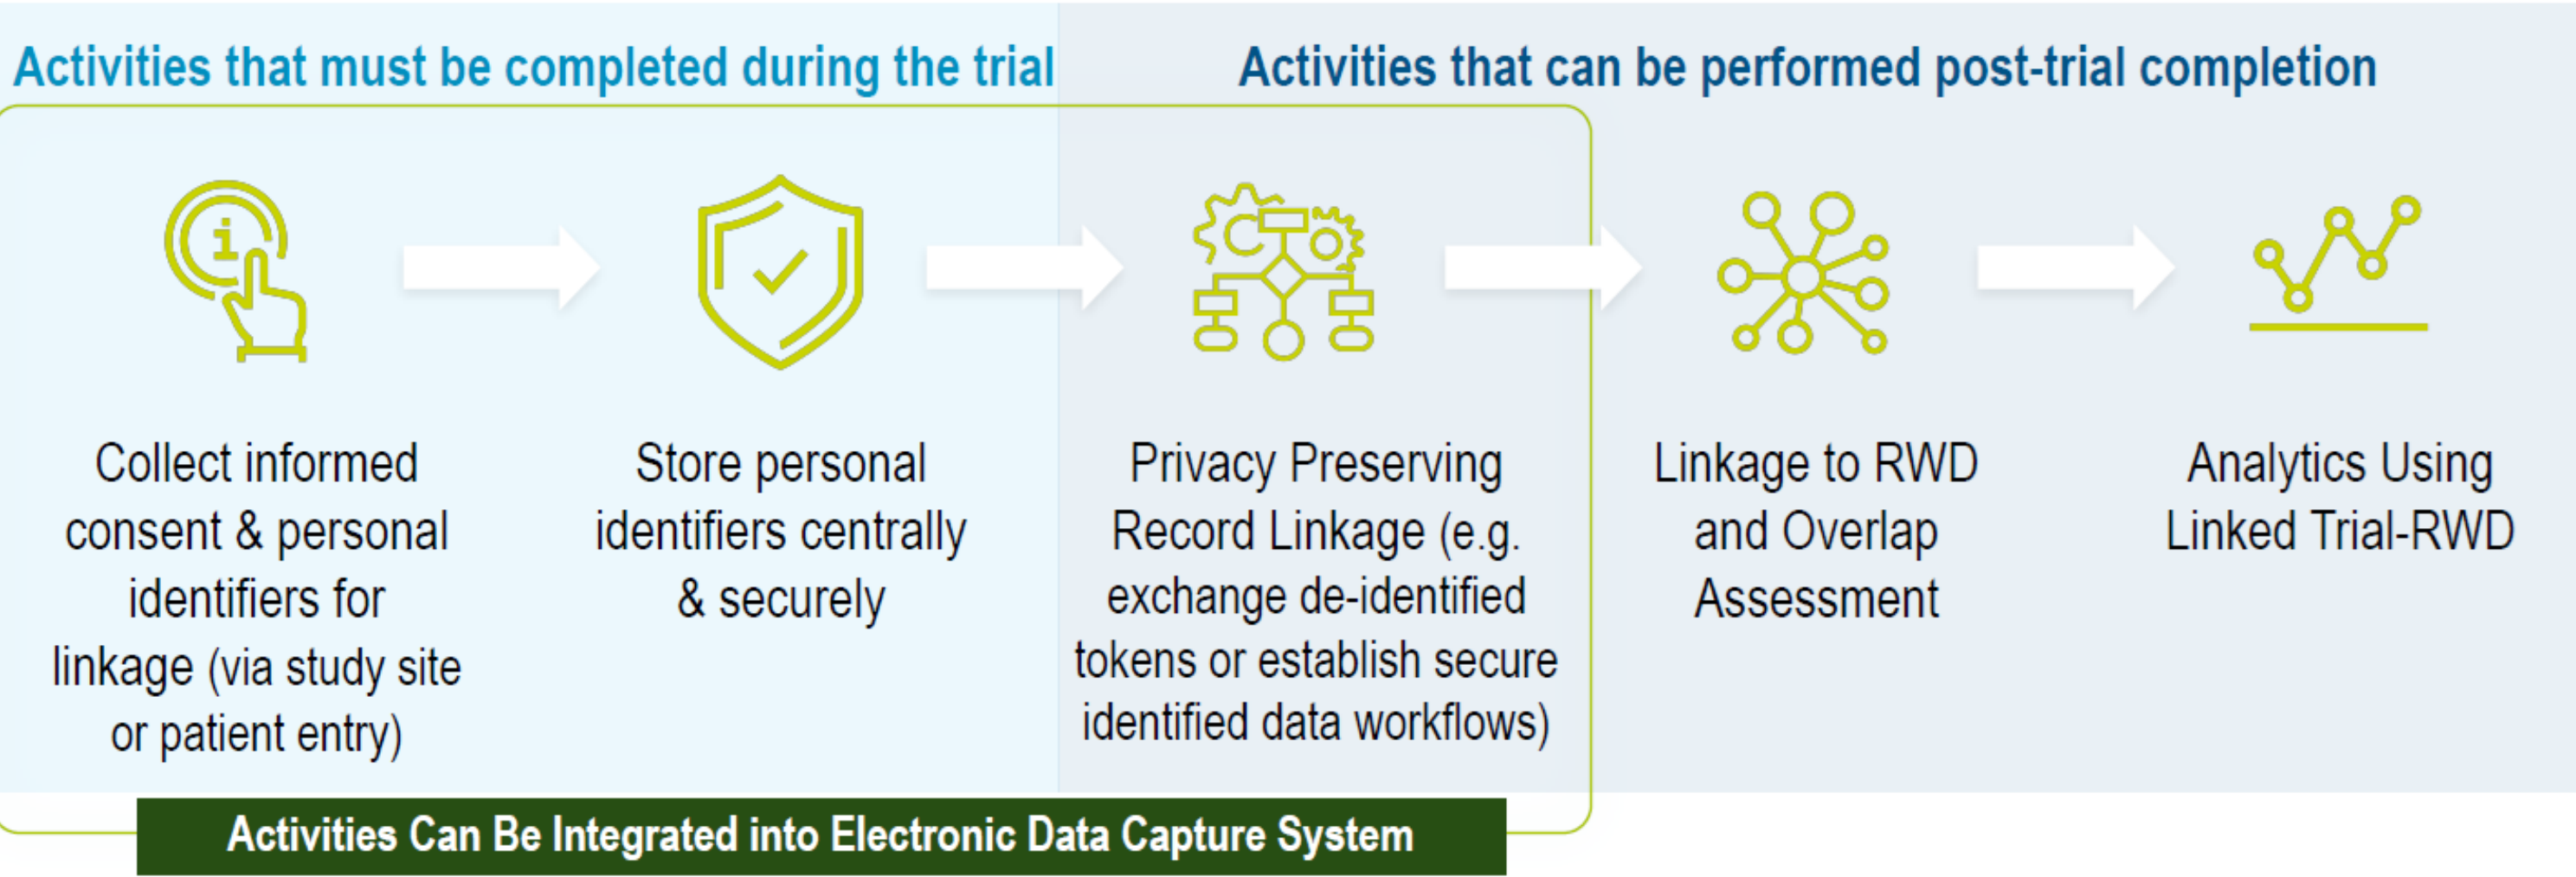 Activities that must be completed during the trial
Activities that can be performed post-trial completion
i
Collect informed
consent & personal
identifiers for
linkage (via study site
or patient entry)
Store personal
identifiers centrally
& securely
Privacy Preserving
Record Linkage (e.g.
exchange de-identified
tokens or establish secure
identified data workflows)
Linkage to RWD
and Overlap
Assessment
Analytics Using
Linked Trial-RWD
Activities Can Be Integrated into Electronic Data Capture System